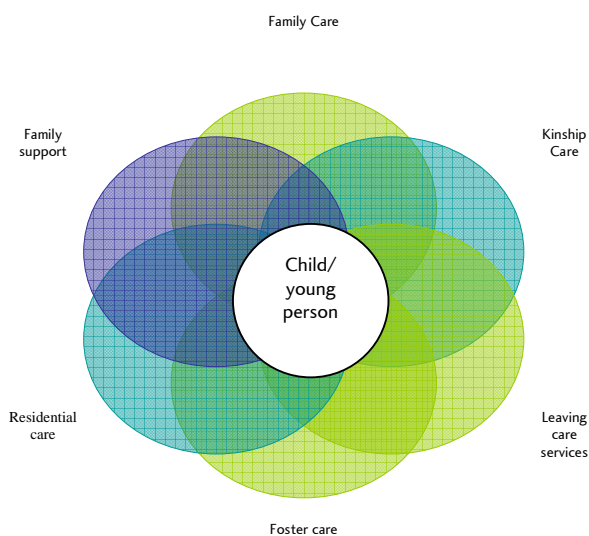 Family Care
Family
support
Kinship
Care
Child/
young
person
Residential
care
Leaving
care
services
Foster care